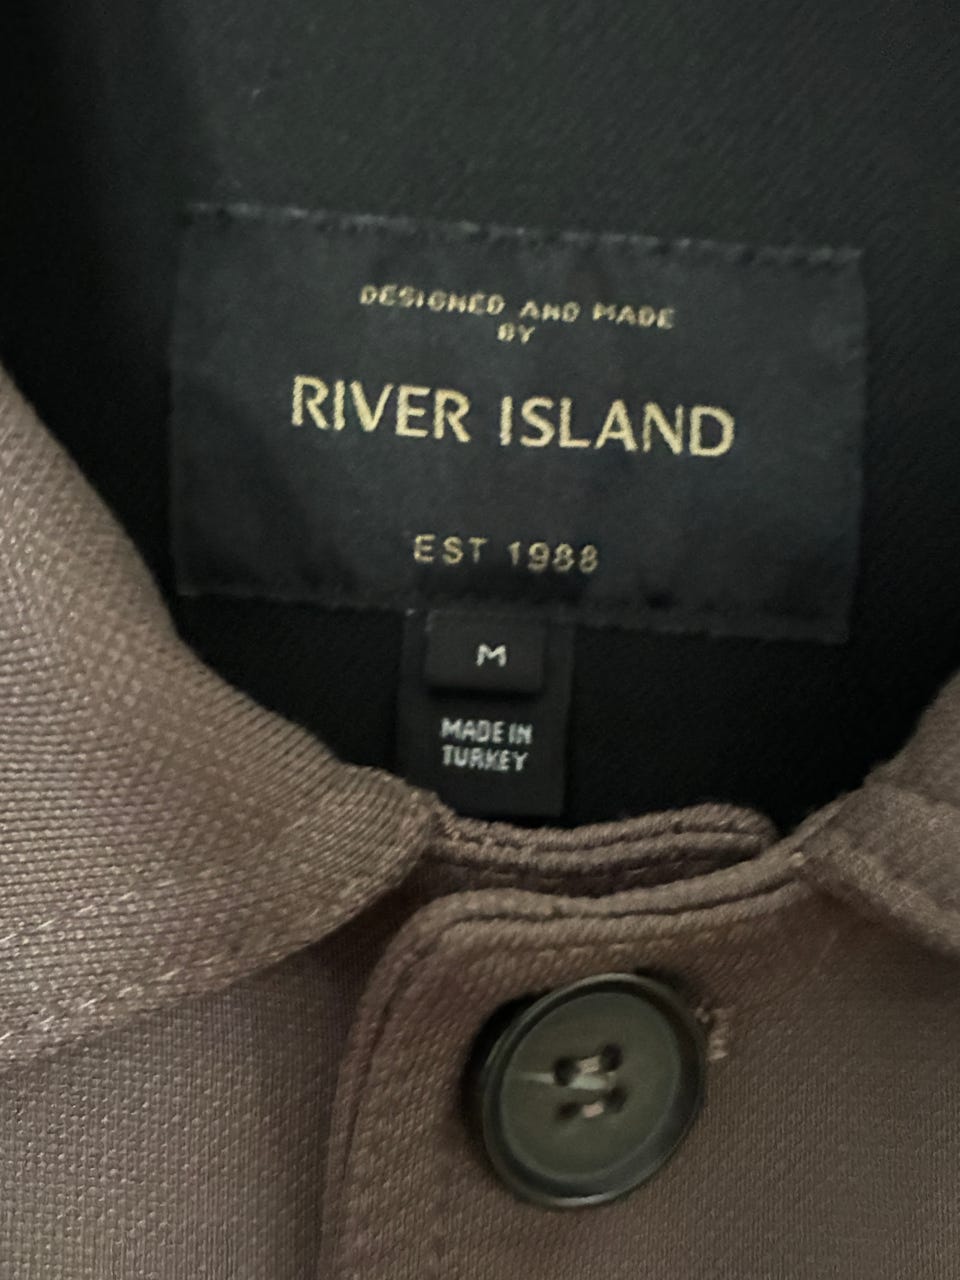 DESIGNED AND MADE
BY
RIVER ISLAND
EST 1988
M
MADE IN
TURKEY